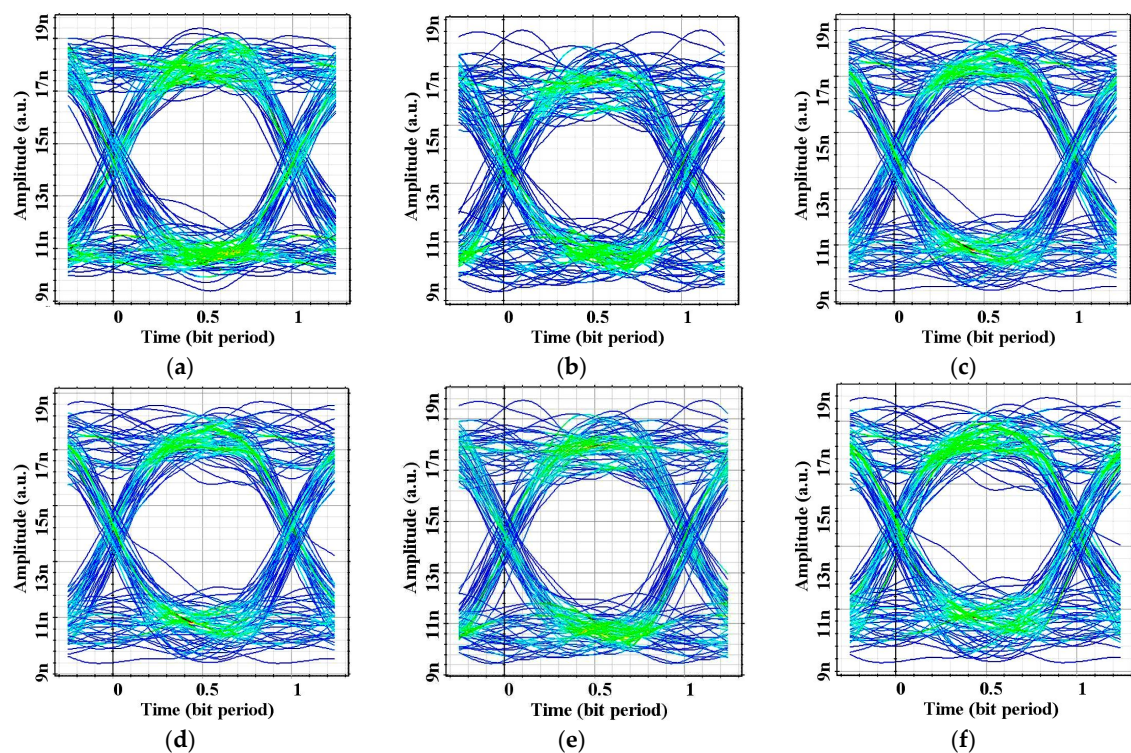 Amplitude (a.u.)
19n
17n
15n
13n
11n
9n
0 0.5 1
Time (bit period)
(a)
Amplitude (a.u.)
19n
17n
15n
13n
11n
9n
0 0.5 1
Time (bit period)
(b)
Amplitude (a.u.)
19n
17n
15n
13n
11n
9n
0 0.5 1
Time (bit period)
(c)
Amplitude (a.u.)
19n
17n
15n
13n
11n
9n
0 0.5 1
Time (bit period)
(d)
Amplitude (a.u.)
19n
17n
15n
13n
11n
9n
0 0.5 1
Time (bit period)
(e)
Amplitude (a.u.)
19n
17n
15n
13n
11n
9n
0 0.5 1
Time (bit period)
(f)